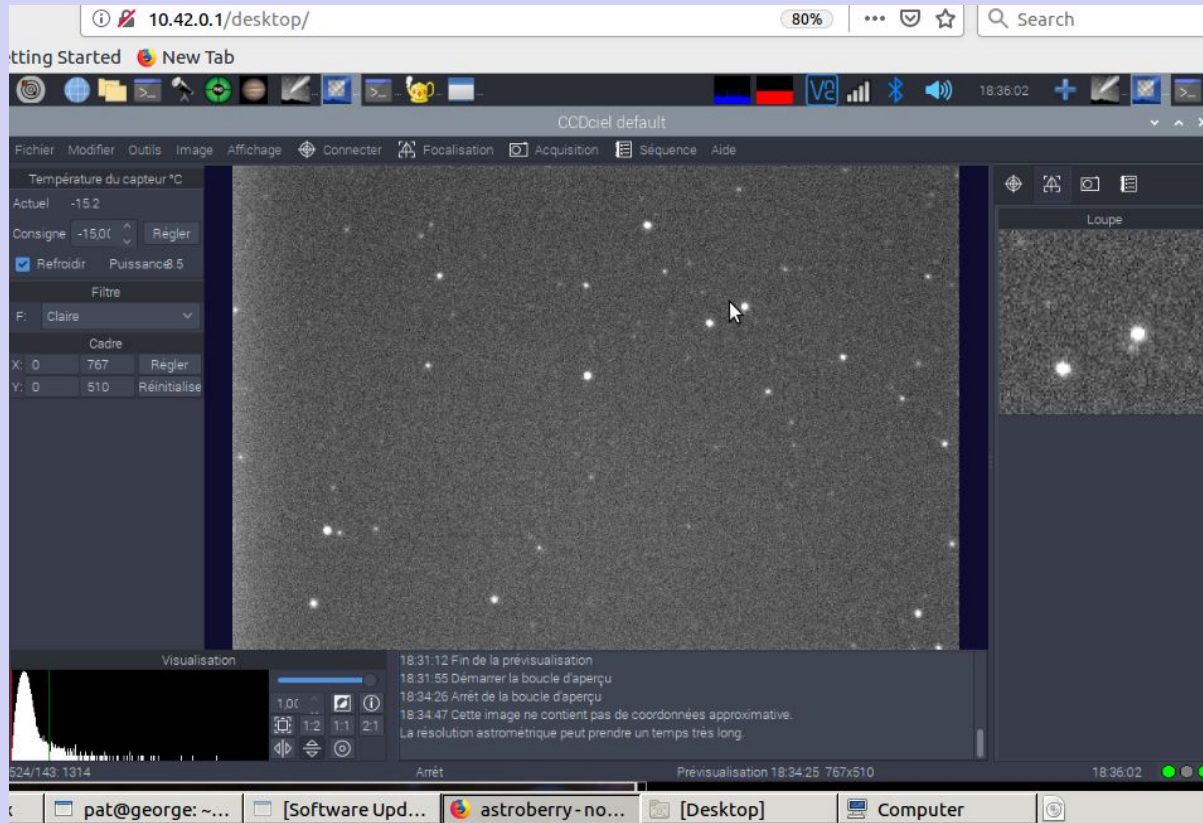 10.42.0.1/desktop/ 80% Search
etting Started New Tab
18:36:02
CCDciel default
Fichier Modifier Outils Image Affichage Connecter Focalisation Acquisition Séquence Aide
Température du capteur °C
Actuel -15.2
Consigne -15,0( Régler
Refroidir Puissance8.5
Filtre
F: Claire
Cadre
X: 0 767 Régler
Y: 0 510 Réinitialise
Loupe
Visualisation
1,0( 1:2 1:1 2:1
18:31:12 Fin de la prévisualisation
18:31:55 Démarrer la boucle d'aperçu
18:34:26 Arrêt de la boucle d'aperçu
18:34:47 Cette image ne contient pas de coordonnées approximative.
La résolution astrométrique peut prendre un temps très long.
524/143: 1314 Arrêt Prévisualisation 18:34:25 767x510 18:36:02
pat@george: ~... [Software Upd... astroberry - no... [Desktop] Computer